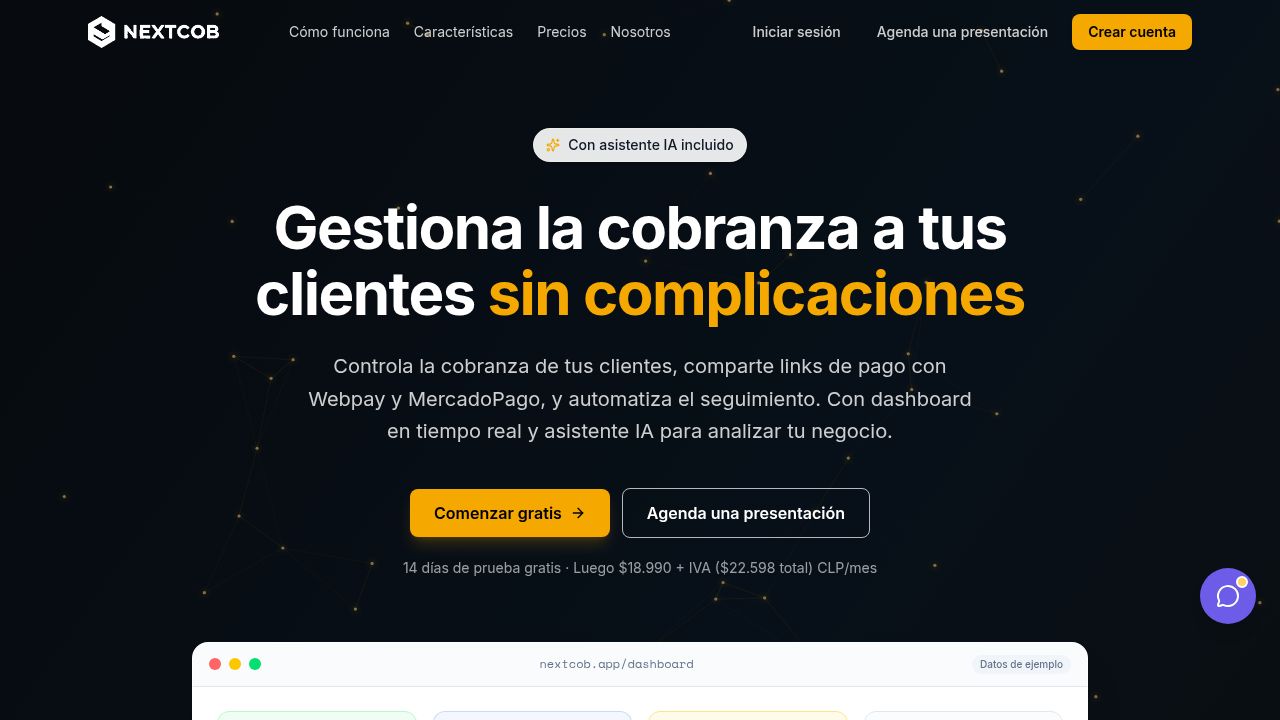 NEXTCOB
Cómo funciona
Características
Precios
Nosotros
Iniciar sesión
Agenda una presentación
Crear cuenta
Con asistente IA incluido
Gestiona la cobranza a tus
clientes sin complicaciones
Controla la cobranza de tus clientes, comparte links de pago con
Webpay y MercadoPago, y automatiza el seguimiento. Con dashboard
en tiempo real y asistente IA para analizar tu negocio.
Comenzar gratis
Agenda una presentación
14 días de prueba gratis · Luego $18.990 + IVA ($22.598 total) CLP/mes
nextcob.app/dashboard
Datos de ejemplo